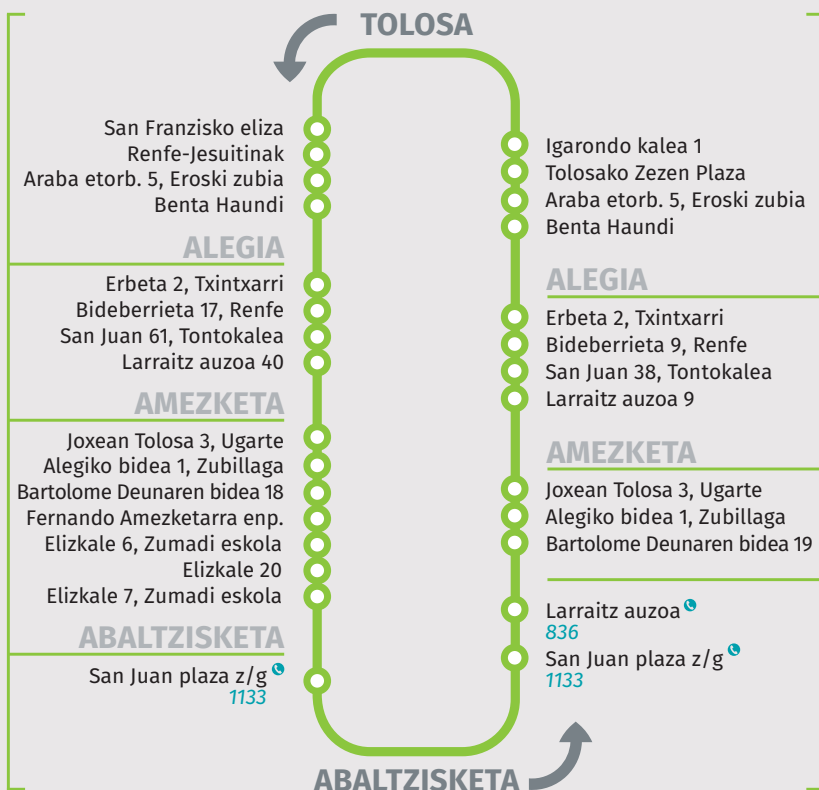 TOLOSA
San Franzisko eliza
Renfe-Jesuitinak
Araba etorb. 5, Eroski zubia
Benta Haundi
ALEGIA
Erbeta 2, Txintxarri
Bideberrieta 17, Renfe
San Juan 61, Tontokalea
Larraitz auzoa 40
AMEZKETA
Joxean Tolosa 3, Ugarte
Alegiko bidea 1, Zubillaga
Bartolome Deunaren bidea 18
Fernando Amezketarra enp.
Elizkale 6, Zumadi eskola
Elizkale 20
Elizkale 7, Zumadi eskola
ABALTZISKETA
San Juan plaza z/g
1133
Igarondo kalea 1
Tolosako Zezen Plaza
Araba etorb. 5, Eroski zubia
Benta Haundi
ALEGIA
Erbeta 2, Txintxarri
Bideberrieta 9, Renfe
San Juan 38, Tontokalea
Larraitz auzoa 9
AMEZKETA
Joxean Tolosa 3, Ugarte
Alegiko bidea 1, Zubillaga
Bartolome Deunaren bidea 19
Larraitz auzoa
836
San Juan plaza z/g
1133
ABALTZISKETA